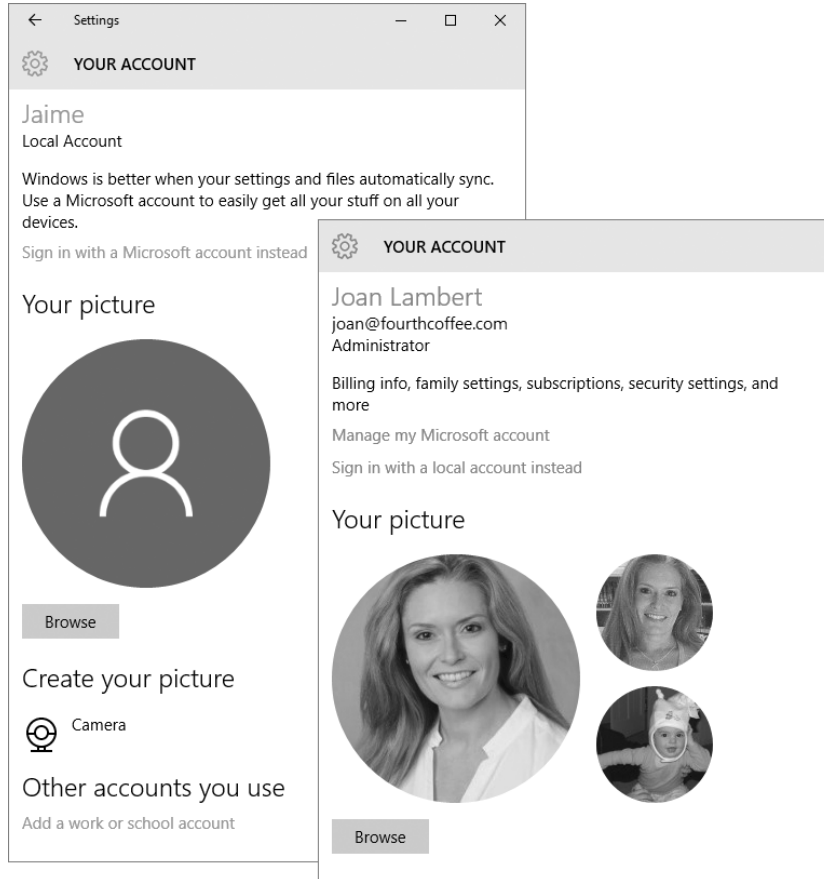 Settings
YOUR ACCOUNT
Jaime
Local Account
Windows is better when your settings and files automatically sync.
Use a Microsoft account to easily get all your stuff on all your
devices.
Sign in with a Microsoft account instead
Your picture
Browse
Create your picture
Camera
Other accounts you use
Add a work or school account
YOUR ACCOUNT
Joan Lambert
joan@fourthcoffee.com
Administrator
Billing info, family settings, subscriptions, security settings, and
more
Manage my Microsoft account
Sign in with a local account instead
Your picture
Browse